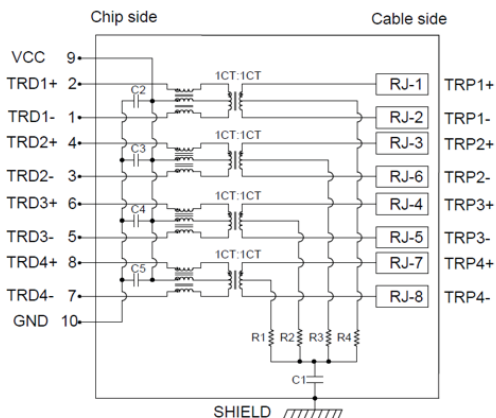 Chip side Cable side
VCC 9
C2 1CT:1CT
TRD1+ 2 RJ-1 TRP1+
TRD1- 1 RJ-2 TRP1-
1CT:1CT
TRD2+ 4 RJ-3 TRP2+
C3
TRD2- 3 RJ-6 TRP2-
1CT:1CT
TRD3+ 6 RJ-4 TRP3+
C4
TRD3- 5 RJ-5 TRP3-
1CT:1CT
TRD4+ 8 RJ-7 TRP4+
C5
TRD4- 7 RJ-8 TRP4-
GND 10
R1 R2 R3 R4
C1
SHIELD